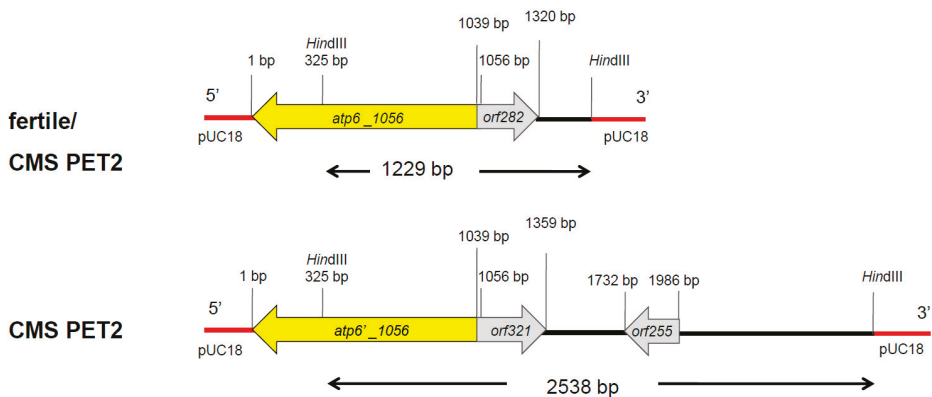 1320 bp
1039 bp
HindIII
HindIII
1 bp
325 bp
1056 bp
5’
3’
fertile/
CMS PET2
atp6_1056
orf282
pUC18
pUC18
1229 bp
1359 bp
1039 bp
HindIII
1 bp
325 bp
1056 bp
1732 bp
1986 bp
HindIII
5’
3’
CMS PET2
atp6’_1056
orf321
orf255
pUC18
pUC18
2538 bp